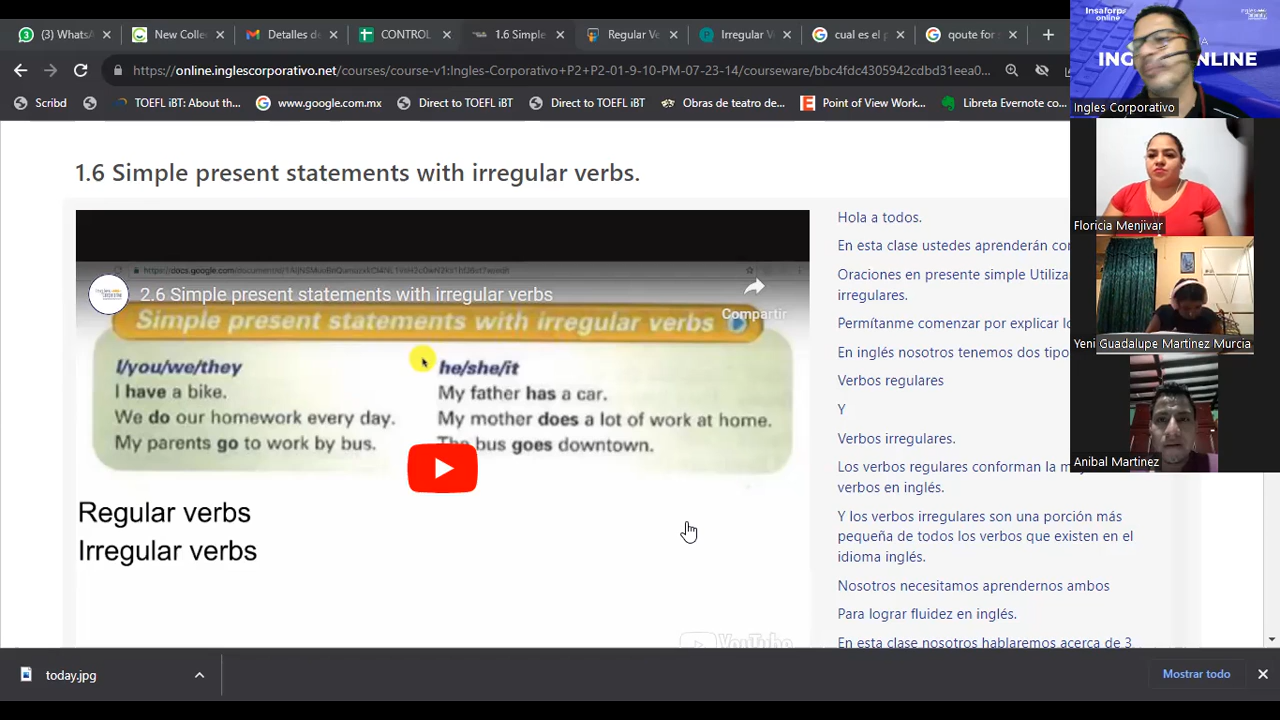 (3) WhatsA
New Collec
Detalles de
CONTROL
1.6 Simple
Regular Ve
Irregular Ve
cual es el p
qoute for s
https://online.inglescorporativo.net/courses/course-v1:Ingles-Corporativo+P2+P2-01-9-10-PM-07-23-14/courseware/bbc4fdc4305942cdbd31eea0...
Scribd
TOEFL iBT: About th...
www.google.com.mx
Direct to TOEFL iBT
Direct to TOEFL iBT
Obras de teatro de...
Point of View Work...
Libreta Evernote co...
1.6 Simple present statements with irregular verbs.
2.6 Simple present statements with irregular verbs
Compartir
Simple present statements with irregular verbs
I/you/we/they
I have a bike.
We do our homework every day.
My parents go to work by bus.
he/she/it
My father has a car.
My mother does a lot of work at home.
The bus goes downtown.
Regular verbs
Irregular verbs
YouTube
Hola a todos.
En esta clase ustedes aprenderán con
Oraciones en presente simple Utiliza
irregulares.
Permítanme comenzar por explicar lo
En inglés nosotros tenemos dos tipo
Verbos regulares
Y
Verbos irregulares.
Los verbos regulares conforman la m
verbos en inglés.
Y los verbos irregulares son una porción más
pequeña de todos los verbos que existen en el
idioma inglés.
Nosotros necesitamos aprendernos ambos
Para lograr fluidez en inglés.
En esta clase nosotros hablaremos acerca de 3
Insaforp
online
ING
NLINE
Ingles Corporativo
Floricia Menjivar
Yeni Guadalupe Martinez Murcia
Anibal Martinez
today.jpg
Mostrar todo